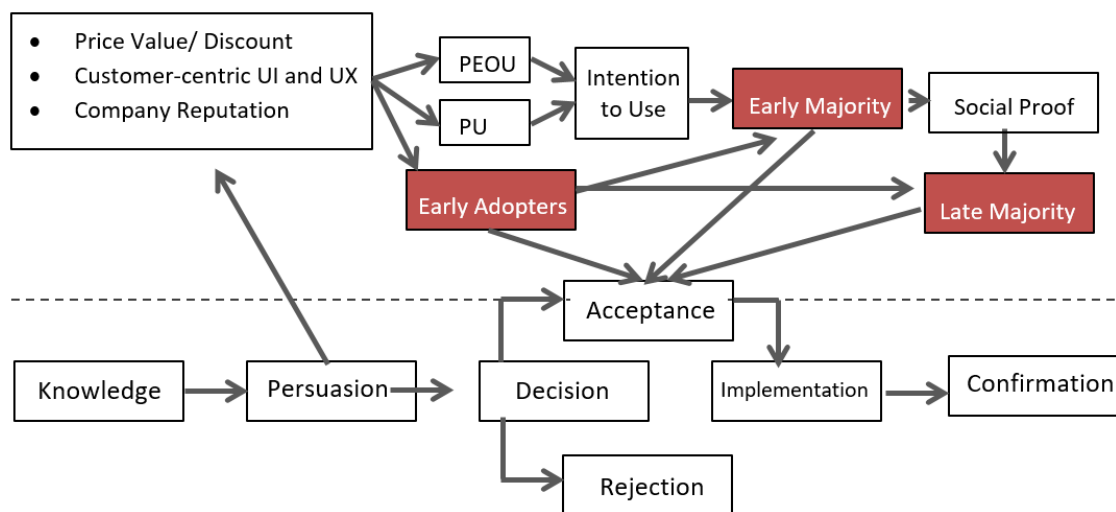 Price Value/ Discount
Customer-centric UI and UX
Company Reputation
PEOU
PU
Intention
to Use
Early Majority
Social Proof
Early Adopters
Late Majority
Acceptance
Knowledge
Persuasion
Decision
Implementation
Confirmation
Rejection